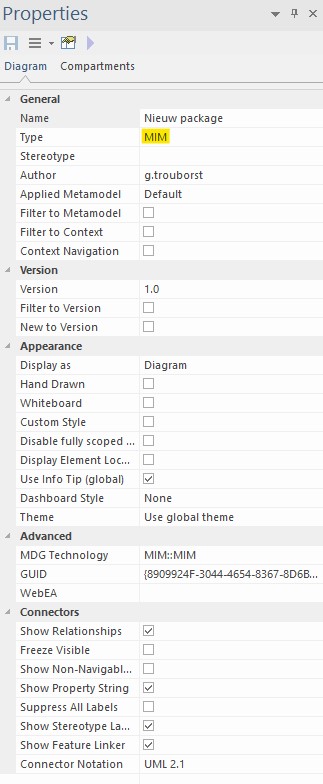 Properties
Diagram Compartments
General
Name Nieuw package
Type MIM
Stereotype
Author g.trouborst
Applied Metamodel Default
Filter to Metamodel
Filter to Context
Context Navigation
Version
Version 1.0
Filter to Version
New to Version
Appearance
Display as Diagram
Hand Drawn
Whiteboard
Custom Style
Disable fully scoped ...
Display Element Loc...
Use Info Tip (global)
Dashboard Style None
Theme Use global theme
Advanced
MDG Technology MIM::MIM
GUID {8909924F-3044-4654-8367-8D6B...
WebEA
Connectors
Show Relationships
Freeze Visible
Show Non-Navigabl...
Show Property String
Suppress All Labels
Show Stereotype La...
Show Feature Linker
Connector Notation UML 2.1